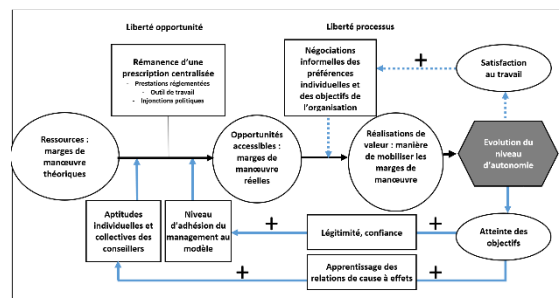 Liberté opportunité
Liberté processus
Rémanence d'une
prescription centralisée
- Prestations réglementées
- Outil de travail
- Injonctions politiques
Négociations
informelles des
préférences individuelles
et des objectifs de
l'organisation
+
Satisfaction
au travail
Ressources :
marges de
manœuvre
théoriques
Opportunités
accessibles :
marges de
manœuvre
réelles
Réalisations de
valeur : manière
de mobiliser les
marges de
manœuvre
Evolution du
niveau
d'autonomie
Aptitudes
individuelles et
collectives des
conseillers
Niveau
d'adhésion du
management au
modèle
+
Légitimité, confiance
+
Atteinte des
objectifs
+
Apprentissage des
relations de cause à effets
+